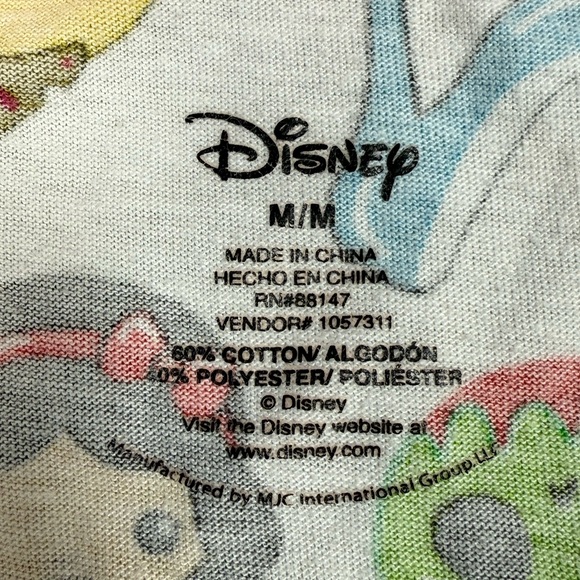 Disney
M/M
MADE IN CHINA
HECHO EN CHINA
RN#88147
VENDOR# 1057311
60% COTTON/ ALGODÓN
40% POLYESTER/ POLIÉSTER
© Disney
Visit the Disney website at
www.disney.com
Manufactured by MJC International Group, LLC